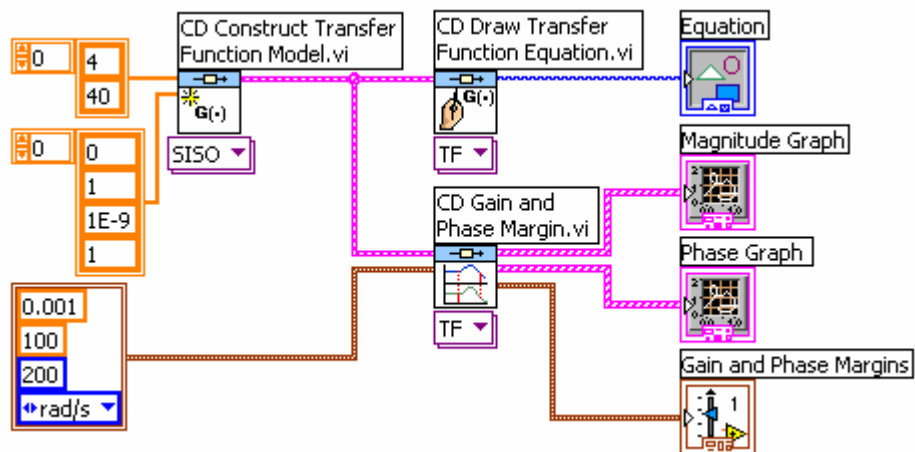 CD Construct Transfer
Function Model.vi
CD Draw Transfer
Function Equation.vi
Equation
0
4
40
G(•)
G(•)
SISO
TF
Magnitude Graph
0
0
1
1E-9
1
CD Gain and
Phase Margin.vi
Phase Graph
0.001
100
200
rad/s
TF
Gain and Phase Margins
1